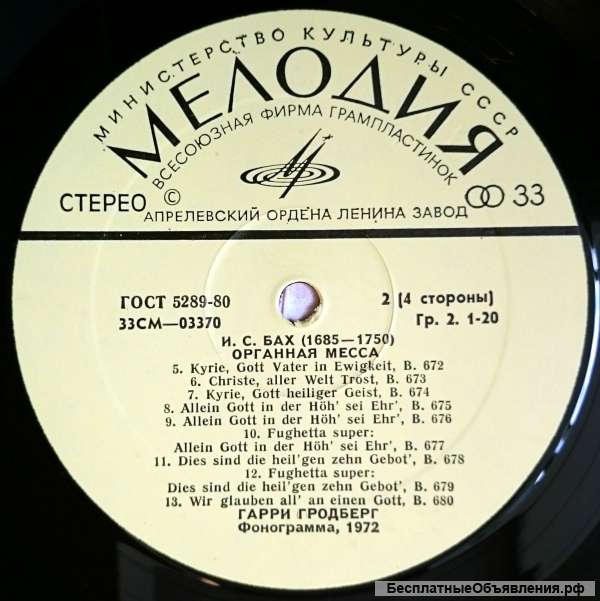 МИНИСТЕРСТВО КУЛЬТУРЫ СССР
МЕЛОДИЯ
ВСЕСОЮЗНАЯ ФИРМА ГРАМПЛАСТИНОК
СТЕРЕО © 33
АПРЕЛЕВСКИЙ ОРДЕНА ЛЕНИНА ЗАВОД
ГОСТ 5289-80 2 (4 стороны)
33СМ—03370 Гр. 2. 1-20
И. С. БАХ (1685—1750)
ОРГАННАЯ МЕССА
5. Kyrie, Gott Vater in Ewigkeit, B. 672
6. Christe, aller Welt Trost, B. 673
7. Kyrie, Gott heiliger Geist, B. 674
8. Allein Gott in der Höh' sei Ehr', B. 675
9. Allein Gott in der Höh' sei Ehr', B. 676
10. Fughetta super:
Allein Gott in der Höh' sei Ehr', B. 677
11. Dies sind die heil'gen zehn Gebot', B. 678
12. Fughetta super:
Dies sind die heil'gen zehn Gebot', B. 679
13. Wir glauben all' an einen Gott, B. 680
ГАРРИ ГРОДБЕРГ
Фонограмма, 1972
БесплатныеОбъявления.рф